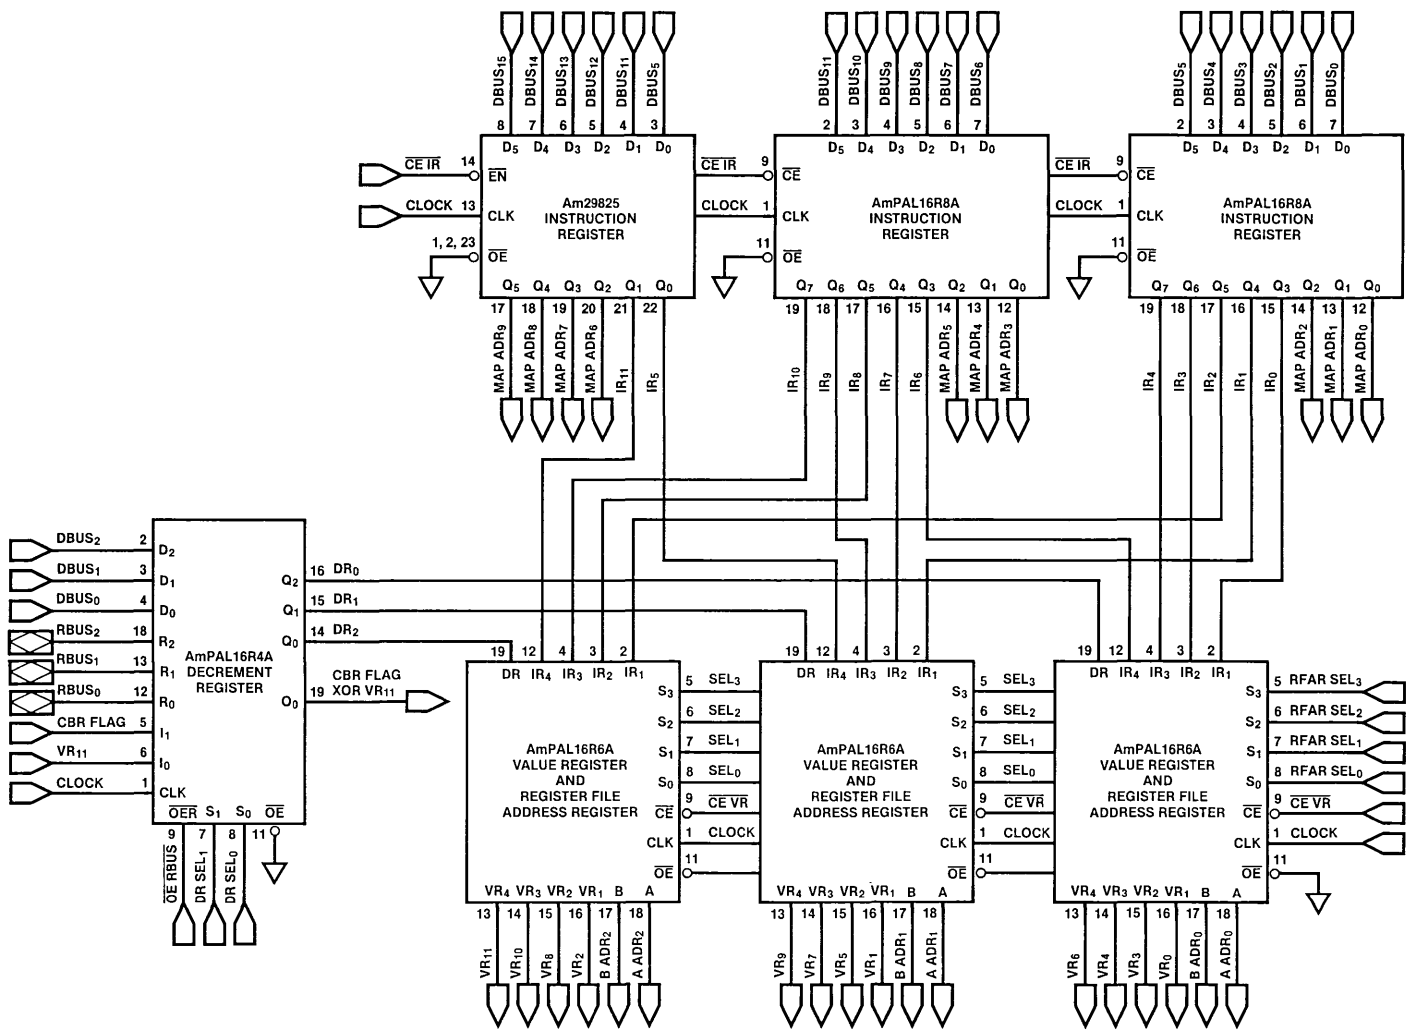 DBUS15 DBUS14 DBUS13 DBUS12 DBUS11 DBUS5
8 7 6 5 4 3
D5 D4 D3 D2 D1 D0
CE IR 14 EN
CLOCK 13 CLK
1, 2, 23 OE
Am29825
INSTRUCTION
REGISTER
Q5 Q4 Q3 Q2 Q1 Q0
17 18 19 20 21 22
MAP ADR9 MAP ADR8 MAP ADR7 MAP ADR6 IR11 IR5
DBUS11 DBUS10 DBUS9 DBUS8 DBUS7 DBUS6
2 3 4 5 6 7
D5 D4 D3 D2 D1 D0
CE IR 9 CE
CLOCK 1 CLK
11 OE
AmPAL16R8A
INSTRUCTION
REGISTER
Q7 Q6 Q5 Q4 Q3 Q2 Q1 Q0
19 18 17 16 15 14 13 12
IR10 IR9 IR8 IR7 IR6 MAP ADR5 MAP ADR4 MAP ADR3
DBUS5 DBUS4 DBUS3 DBUS2 DBUS1 DBUS0
2 3 4 5 6 7
D5 D4 D3 D2 D1 D0
CE IR 9 CE
CLOCK 1 CLK
11 OE
AmPAL16R8A
INSTRUCTION
REGISTER
Q7 Q6 Q5 Q4 Q3 Q2 Q1 Q0
19 18 17 16 15 14 13 12
IR4 IR3 IR2 IR1 IR0 MAP ADR2 MAP ADR1 MAP ADR0
DBUS2 2 D2
DBUS1 3 D1
DBUS0 4 D0
RBUS2 18 R2
RBUS1 13 R1
RBUS0 12 R0
CBR FLAG 5 I1
VR11 6 I0
CLOCK 1 CLK
AmPAL16R4A
DECREMENT
REGISTER
Q2 16 DR0
Q1 15 DR1
Q0 14 DR2
O0 19 CBR FLAG
XOR VR11
OER S1 S0 OE
9 7 8 11
OE RBUS DR SEL1 DR SEL0
19 12 4 3 2
DR IR4 IR3 IR2 IR1
AmPAL16R6A
VALUE REGISTER
AND
REGISTER FILE
ADDRESS REGISTER
S3 5 SEL3
S2 6 SEL2
S1 7 SEL1
S0 8 SEL0
CE 9 CE VR
CLK 1 CLOCK
OE 11
VR4 VR3 VR2 VR1 B A
13 14 15 16 17 18
VR11 VR10 VR8 VR2 B ADR2 A ADR2
19 12 4 3 2
DR IR4 IR3 IR2 IR1
AmPAL16R6A
VALUE REGISTER
AND
REGISTER FILE
ADDRESS REGISTER
S3 5 SEL3
S2 6 SEL2
S1 7 SEL1
S0 8 SEL0
CE 9 CE VR
CLK 1 CLOCK
OE 11
VR4 VR3 VR2 VR1 B A
13 14 15 16 17 18
VR9 VR7 VR5 VR1 B ADR1 A ADR1
19 12 4 3 2
DR IR4 IR3 IR2 IR1
AmPAL16R6A
VALUE REGISTER
AND
REGISTER FILE
ADDRESS REGISTER
S3 5 RFAR SEL3
S2 6 RFAR SEL2
S1 7 RFAR SEL1
S0 8 RFAR SEL0
CE 9 CE VR
CLK 1 CLOCK
OE 11
VR4 VR3 VR2 VR1 B A
13 14 15 16 17 18
VR6 VR4 VR3 VR0 B ADR0 A ADR0